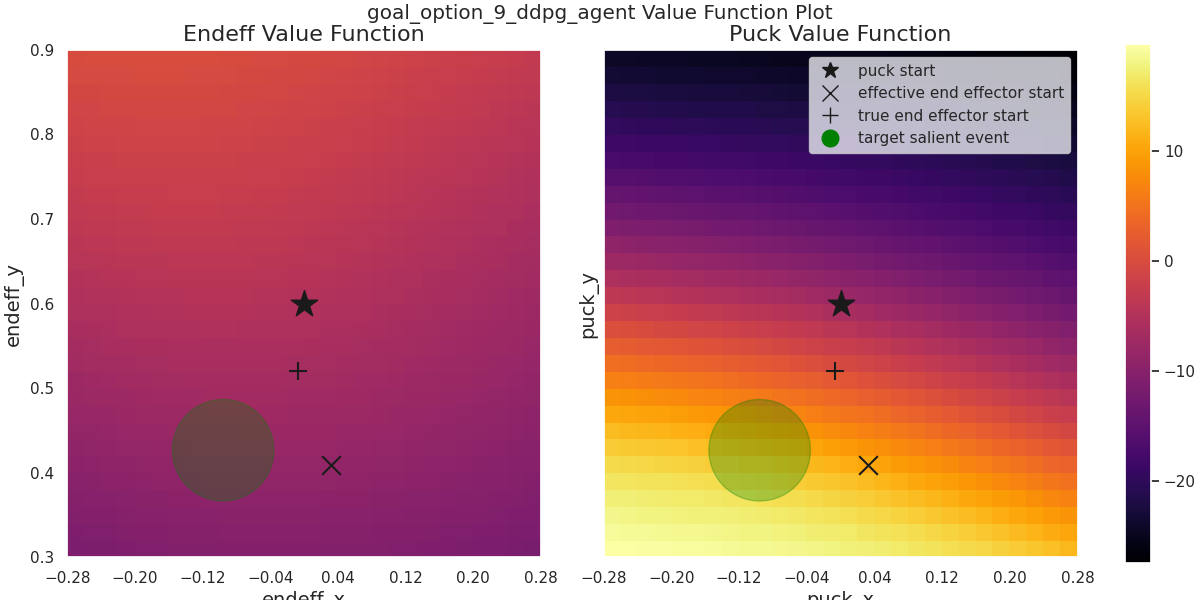 goal_option_9_ddpg_agent Value Function Plot
Endeff Value Function
Puck Value Function
0.9
0.8
0.7
0.6
0.5
0.4
0.3
endeff_y
−0.28 −0.20 −0.12 −0.04 0.04 0.12 0.20 0.28
endeff_x
puck_y
puck start
effective end effector start
true end effector start
target salient event
−0.28 −0.20 −0.12 −0.04 0.04 0.12 0.20 0.28
puck_x
10
0
−10
−20